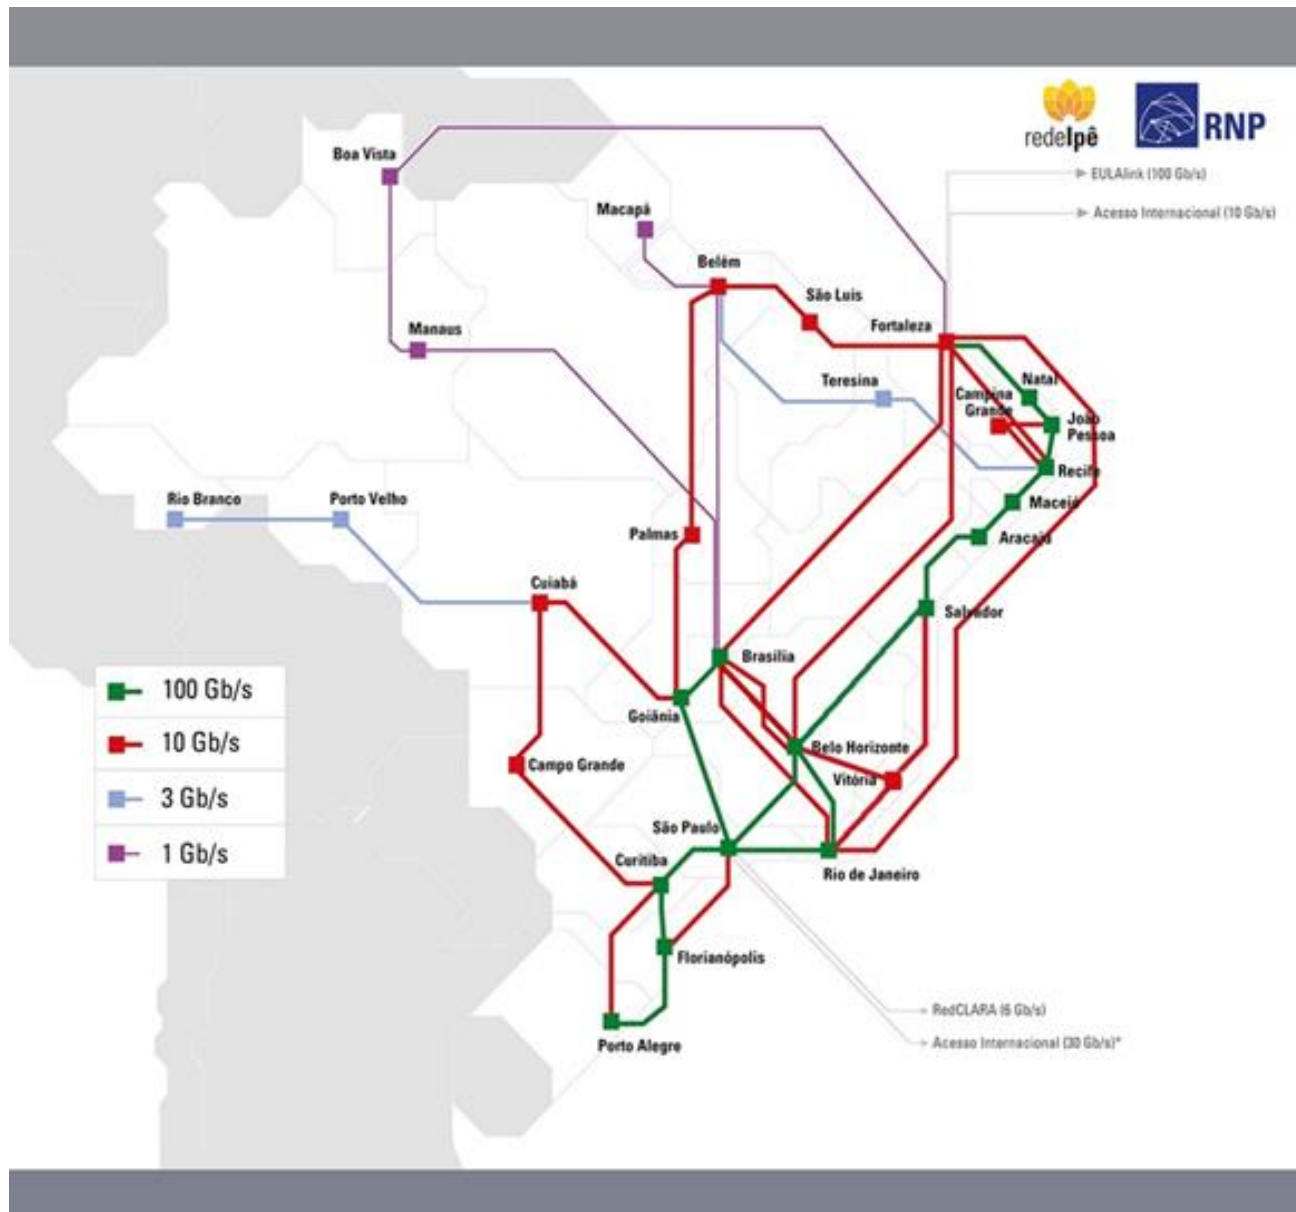 redeIpê
RNP
EULAlink (100 Gb/s)
Acesso Internacional (10 Gb/s)
Boa Vista
Macapá
Belém
São Luis
Fortaleza
Manaus
Teresina
Natal
Campina
Grande
João
Pessoa
Recife
Rio Branco
Porto Velho
Maceió
Palmas
Aracaju
Cuiabá
Salvador
Brasília
100 Gb/s
10 Gb/s
3 Gb/s
1 Gb/s
Goiânia
Belo Horizonte
Campo Grande
Vitória
São Paulo
Curitiba
Rio de Janeiro
Florianópolis
RedCLARA (6 Gb/s)
Acesso Internacional (30 Gb/s)*
Porto Alegre